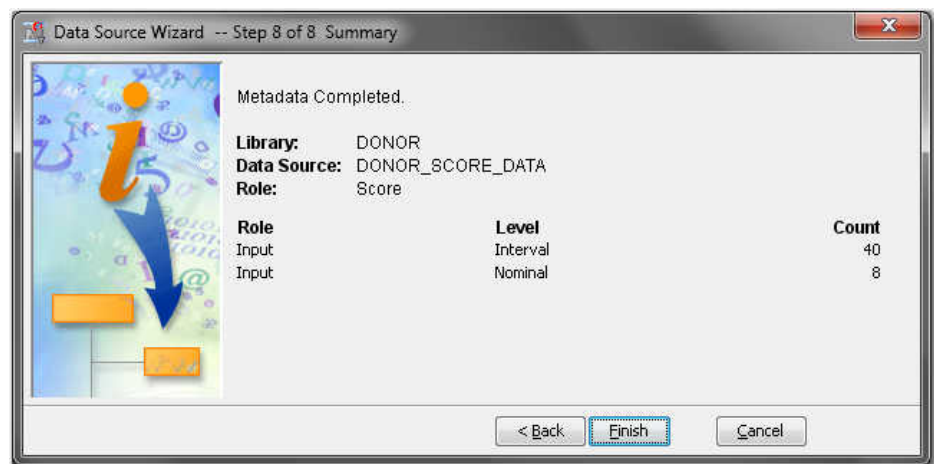 Data Source Wizard -- Step 8 of 8 Summary
Metadata Completed.
Library: DONOR
Data Source: DONOR_SCORE_DATA
Role: Score
Role Level Count
Input Interval 40
Input Nominal 8
< Back Finish Cancel